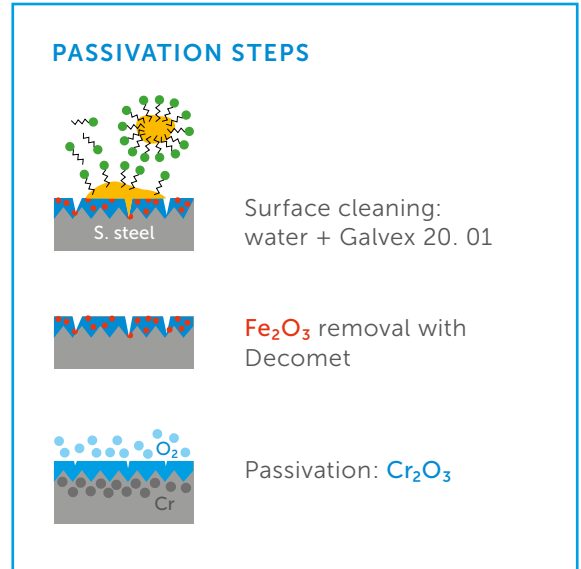 PASSIVATION STEPS
S. steel
Surface cleaning:
water + Galvex 20. 01
Fe₂O₃ removal with
Decomet
O₂
Cr
Passivation: Cr₂O₃